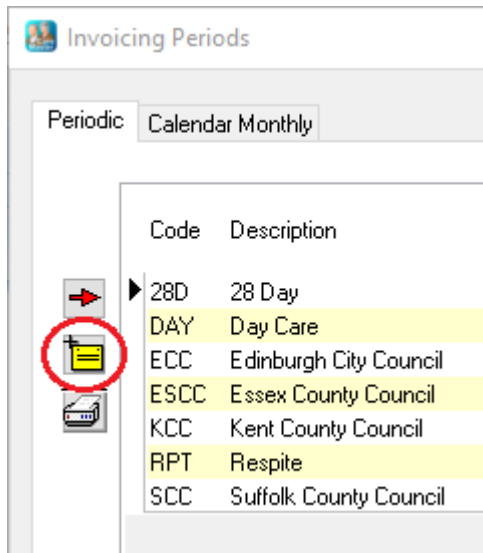 Invoicing Periods
Periodic Calendar Monthly
Code Description
28D 28 Day
DAY Day Care
ECC Edinburgh City Council
ESCC Essex County Council
KCC Kent County Council
RPT Respite
SCC Suffolk County Council